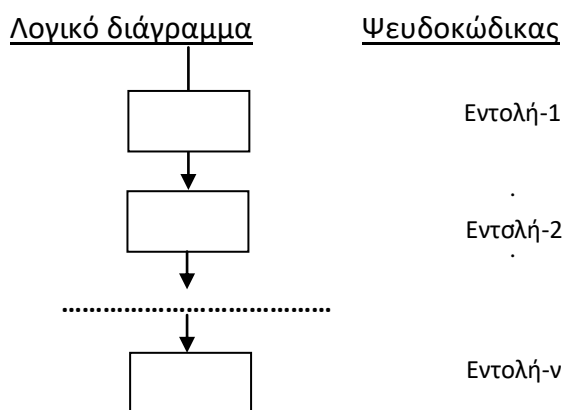 Λογικό διάγραμμα Ψευδοκώδικας
Εντολή-1
.
Εντσλή-2
.
...........................................
Εντολή-ν